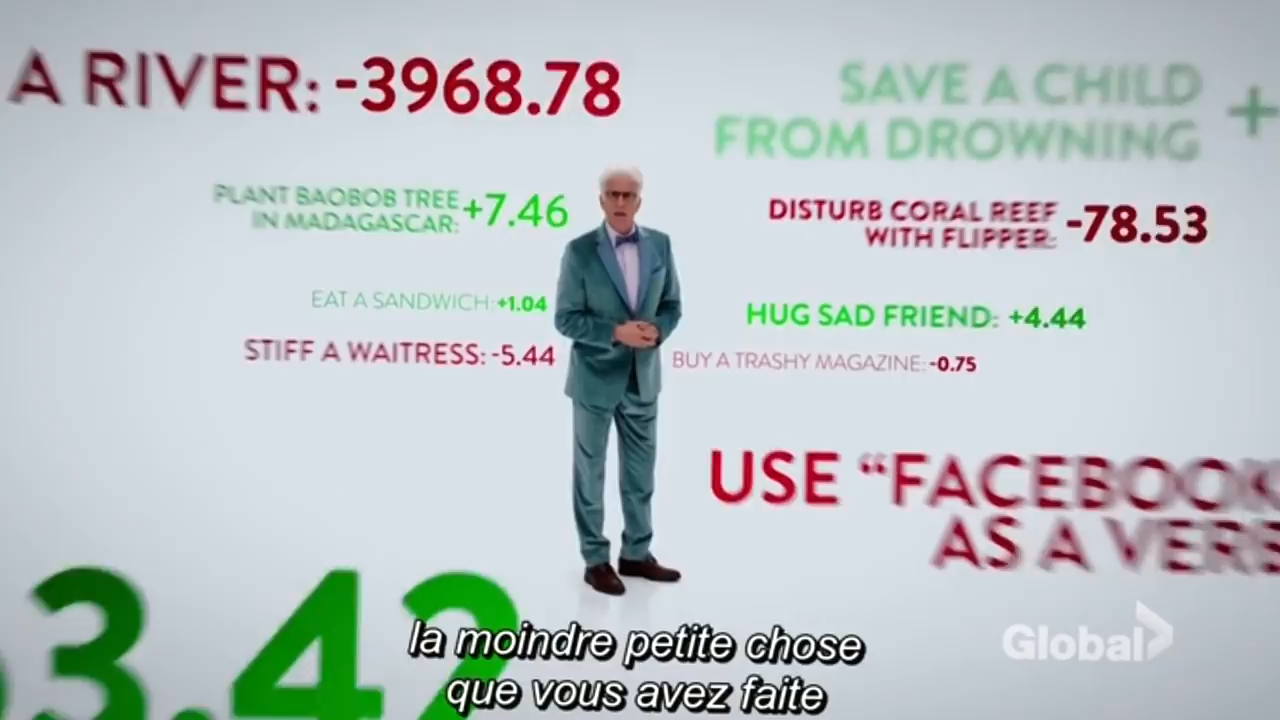 A RIVER: -3968.78
SAVE A CHILD
FROM DROWNING +
PLANT BAOBOB TREE
IN MADAGASCAR: +7.46
DISTURB CORAL REEF
WITH FLIPPER: -78.53
EAT A SANDWICH: +1.04
HUG SAD FRIEND: +4.44
STIFF A WAITRESS: -5.44
BUY A TRASHY MAGAZINE: -0.75
USE “FACEBOOK
AS A VERB
3.42
la moindre petite chose
que vous avez faite
Global